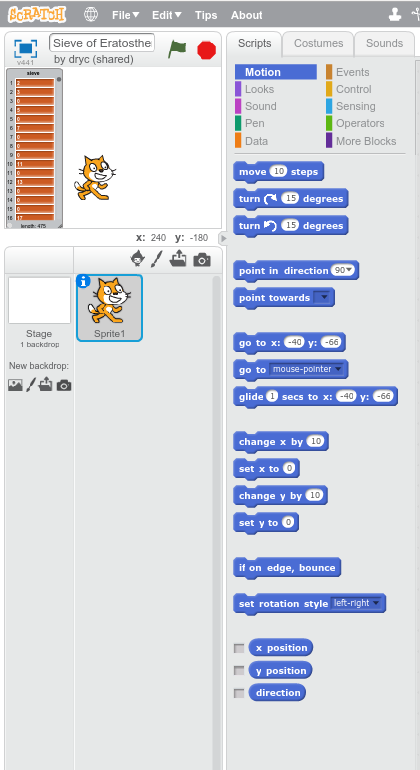 SCRATCH File Edit Tips About
Sieve of Eratosthe
by dryc (shared)
v441
sieve
1 2
2 3
3 0
4 5
5 0
6 7
7 0
8 0
9 0
10 11
11 0
12 13
13 0
14 0
15 0
16 17
length: 475
x: 240 y: -180
Sprite1
Stage
1 backdrop
New backdrop:
Scripts Costumes Sounds
Motion Events
Looks Control
Sound Sensing
Pen Operators
Data More Blocks
move 10 steps
turn 15 degrees
turn 15 degrees
point in direction 90
point towards
go to x: -40 y: -66
go to mouse-pointer
glide 1 secs to x: -40 y: -66
change x by 10
set x to 0
change y by 10
set y to 0
if on edge, bounce
set rotation style left-right
x position
y position
direction